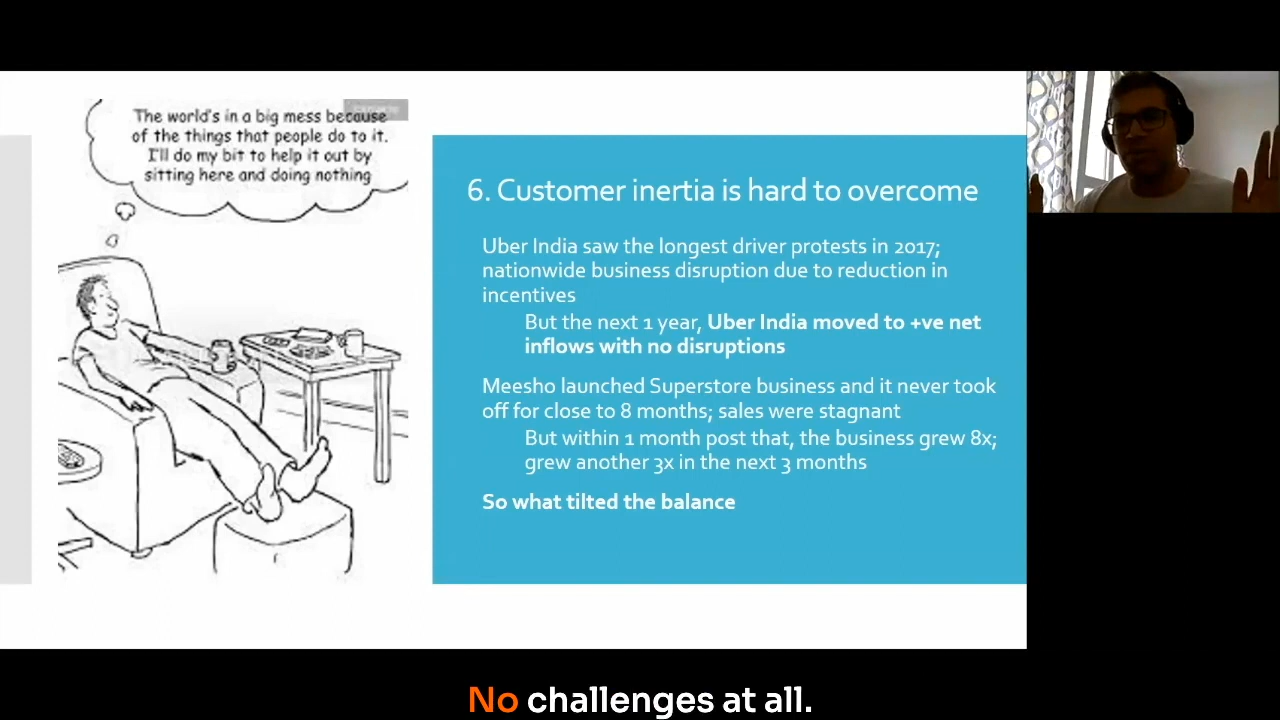 The world's in a big mess because
of the things that people do to it.
I'll do my bit to help it out by
sitting here and doing nothing
6. Customer inertia is hard to overcome
Uber India saw the longest driver protests in 2017;
nationwide business disruption due to reduction in
incentives
But the next 1 year, Uber India moved to +ve net
inflows with no disruptions
Meesho launched Superstore business and it never took
off for close to 8 months; sales were stagnant
But within 1 month post that, the business grew 8x;
grew another 3x in the next 3 months
So what tilted the balance
No challenges at all.